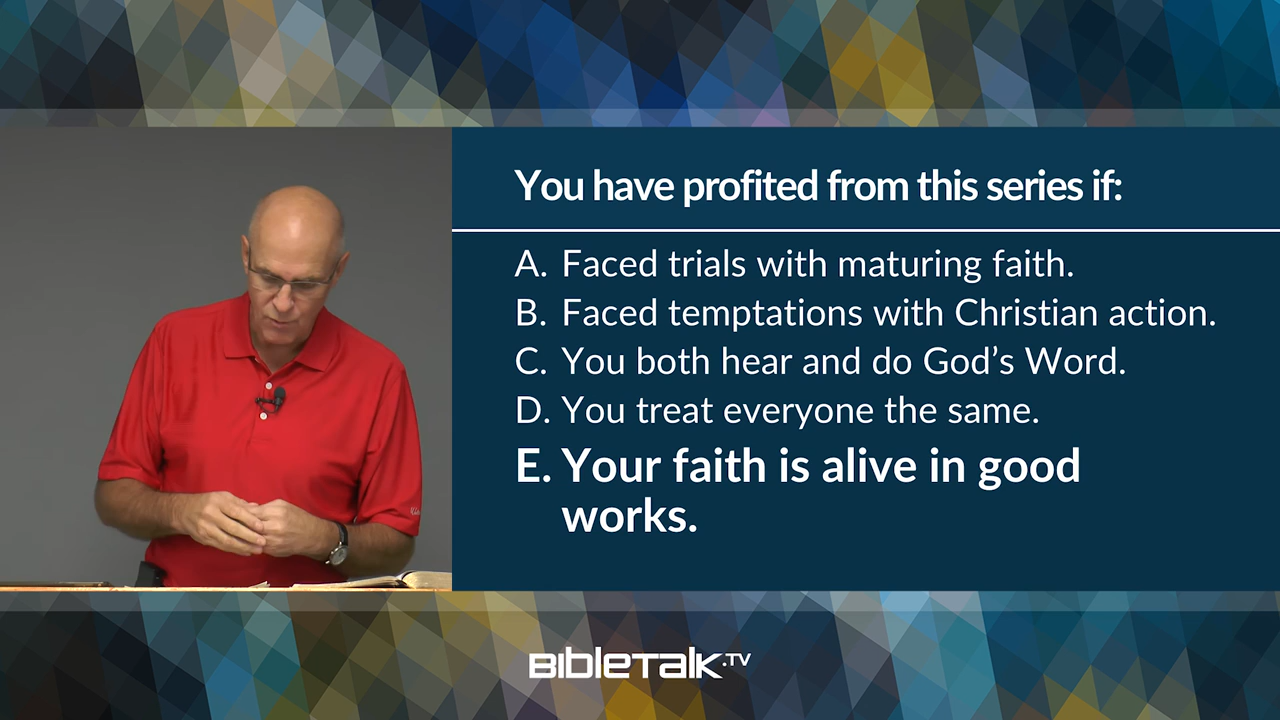 You have profited from this series if:
A. Faced trials with maturing faith.
B. Faced temptations with Christian action.
C. You both hear and do God’s Word.
D. You treat everyone the same.
E. Your faith is alive in good
works.
BiBLeTaLK.TV